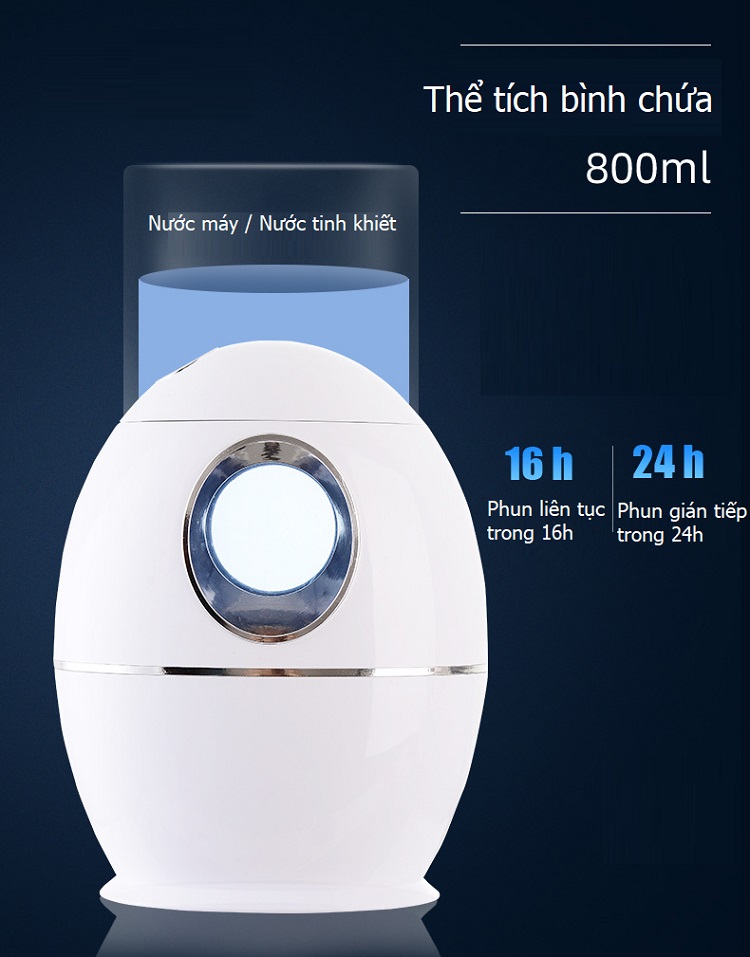 Thể tích bình chứa
800ml
Nước máy / Nước tinh khiết
16 h
24 h
Phun liên tục
trong 16h
Phun gián tiếp
trong 24h